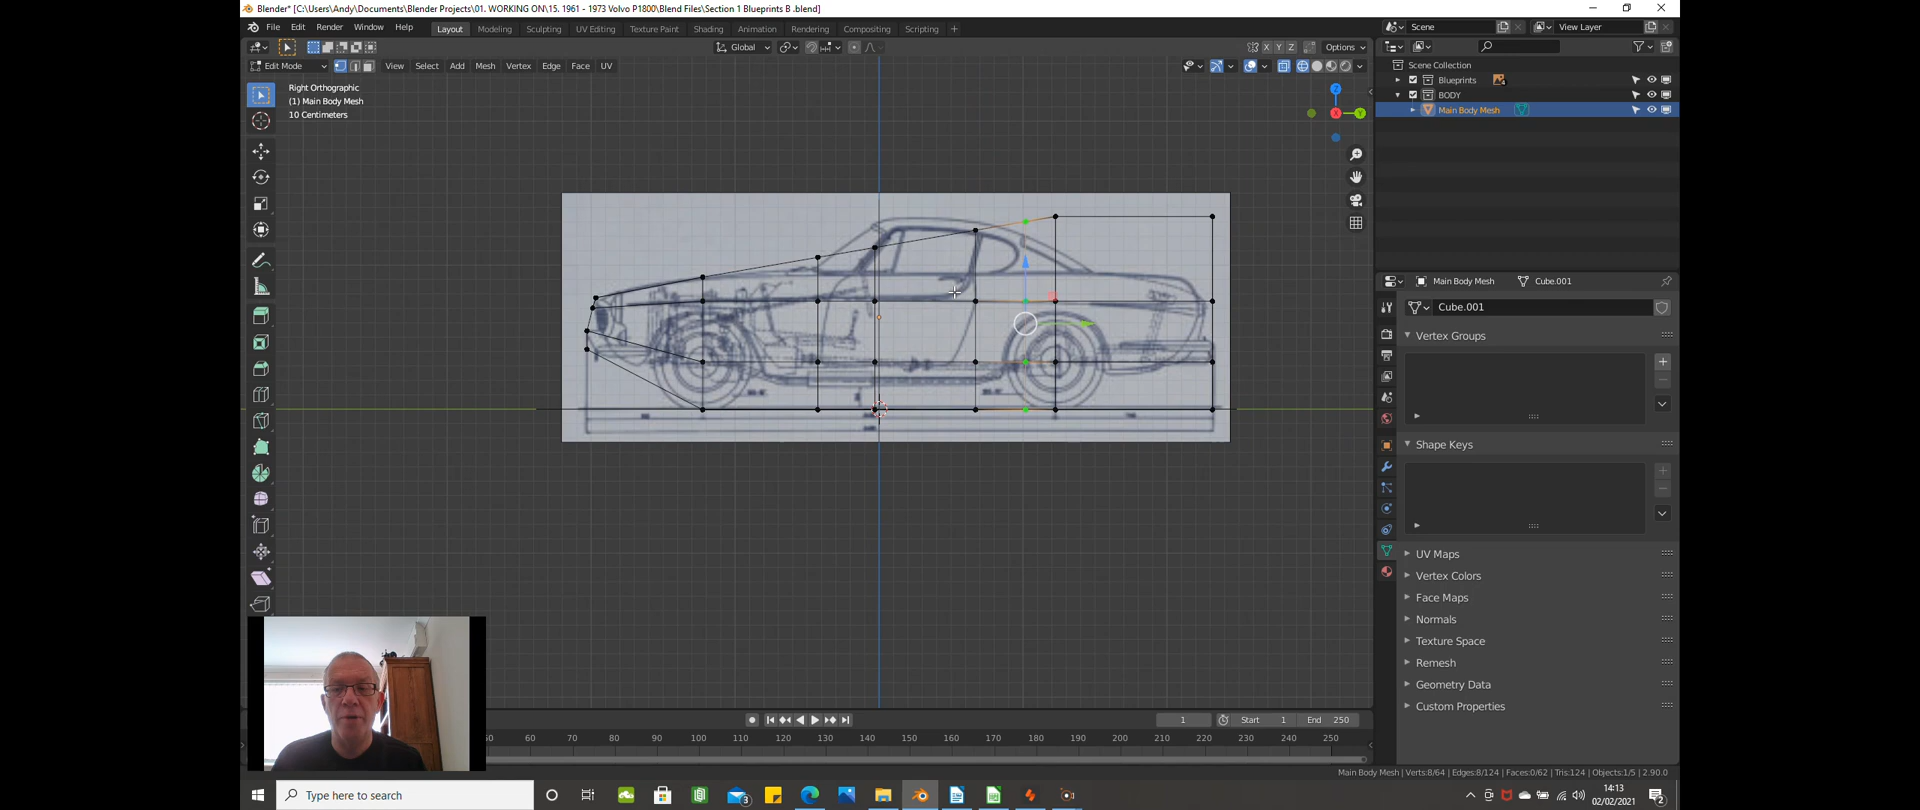 Blender* [C:\Users\Andy\Documents\Blender Projects\01. WORKING ON\15. 1961 - 1973 Volvo P1800\Blend Files\Section 1 Blueprints B .blend]
File Edit Render Window Help Layout Modeling Sculpting UV Editing Texture Paint Shading Animation Rendering Compositing Scripting + Scene View Layer
Global X Y Z Options
Edit Mode View Select Add Mesh Vertex Edge Face UV
Scene Collection
Blueprints
BODY
Main Body Mesh
Right Orthographic
(1) Main Body Mesh
10 Centimeters
Z
X
Y
Main Body Mesh Cube.001
Cube.001
Vertex Groups
Shape Keys
UV Maps
Vertex Colors
Face Maps
Normals
Texture Space
Remesh
Geometry Data
Custom Properties
1 Start 1 End 250
50 60 70 80 90 100 110 120 130 140 150 160 170 180 190 200 210 220 230 240 250
Main Body Mesh | Verts:8/64 | Edges:8/124 | Faces:0/62 | Tris:124 | Objects:1/5 | 2.90.0
Type here to search
3
14:13
02/02/2021
2